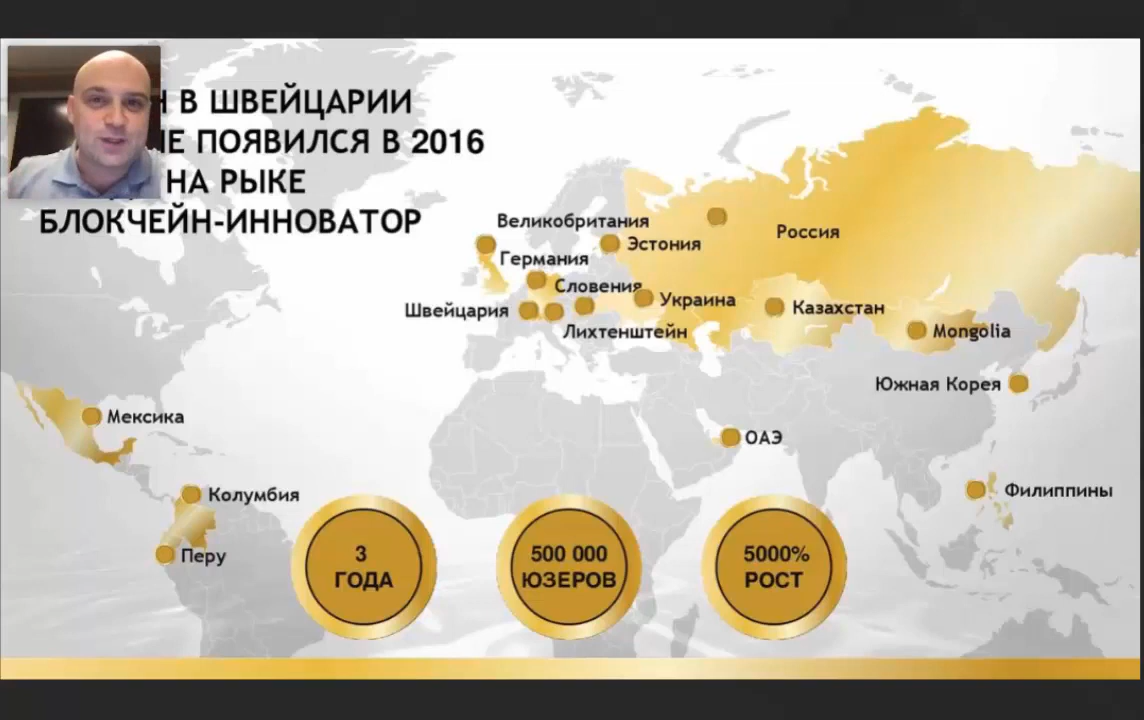 В ШВЕЙЦАРИИ
ПОЯВИЛСЯ В 2016
НА РЫКЕ
БЛОКЧЕЙН-ИННОВАТОР
Великобритания
Эстония
Россия
Германия
Словения
Украина
Швейцария
Казахстан
Лихтенштейн
Mongolia
Южная Корея
Мексика
ОАЭ
Колумбия
Филиппины
Перу
3
ГОДА
500 000
ЮЗЕРОВ
5000%
РОСТ